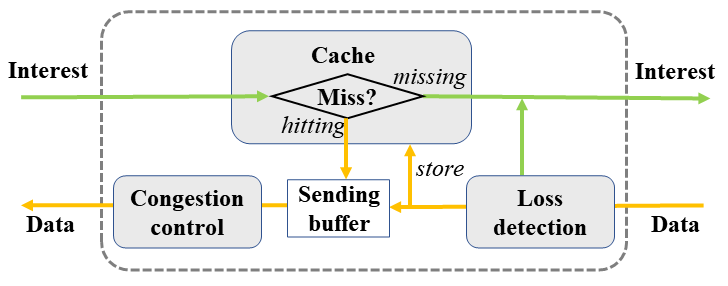 Cache
Interest
missing
Interest
Miss?
hitting
store
Congestion
control
Sending
buffer
Loss
detection
Data
Data